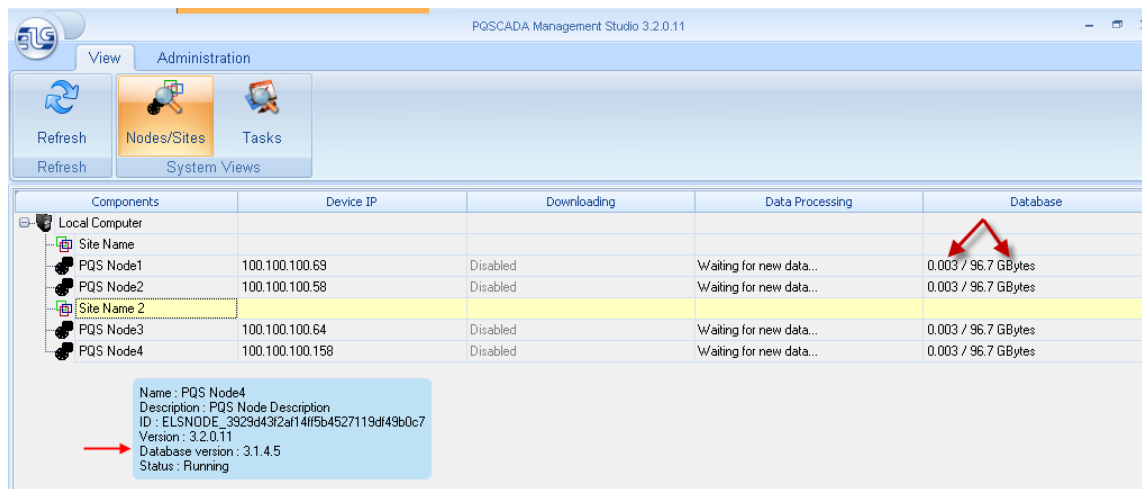 PQSCADA Management Studio 3.2.0.11
ELS
View Administration
Refresh Nodes/Sites Tasks
Refresh System Views
Components Device IP Downloading Data Processing Database
Local Computer
Site Name
PQS Node1 100.100.100.69 Disabled Waiting for new data... 0.003 / 96.7 GBytes
PQS Node2 100.100.100.58 Disabled Waiting for new data... 0.003 / 96.7 GBytes
Site Name 2
PQS Node3 100.100.100.64 Disabled Waiting for new data... 0.003 / 96.7 GBytes
PQS Node4 100.100.100.158 Disabled Waiting for new data... 0.003 / 96.7 GBytes
Name : PQS Node4
Description : PQS Node Description
ID : ELSNODE_3929d43f2af14ff5b4527119df49b0c7
Version : 3.2.0.11
Database version : 3.1.4.5
Status : Running